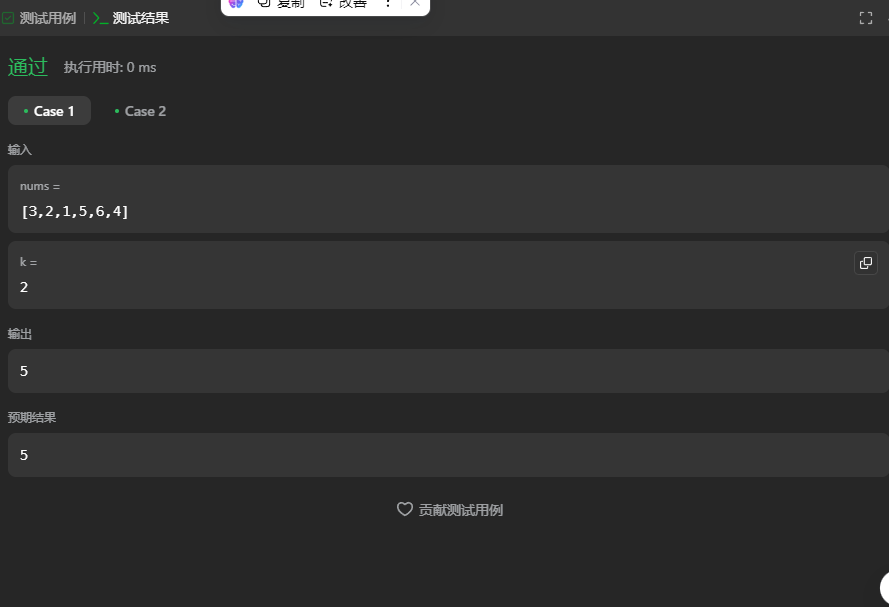 复制 改善
测试用例 测试结果
通过 执行用时: 0 ms
Case 1 Case 2
输入
nums =
[3,2,1,5,6,4]
k =
2
输出
5
预期结果
5
贡献测试用例